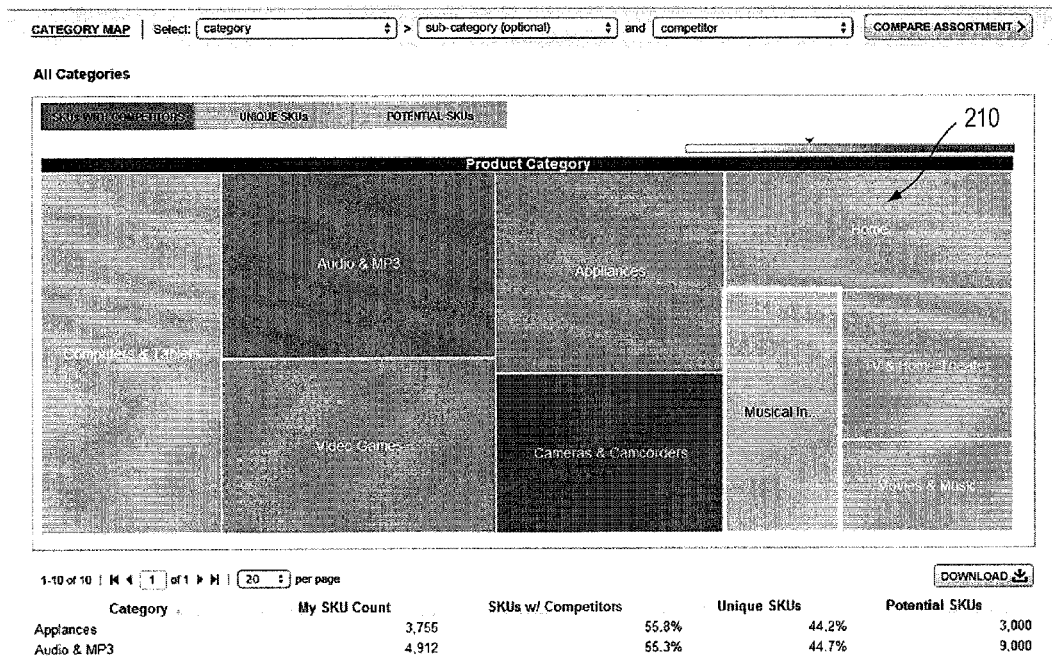 CATEGORY MAP | Select: category > sub-category (optional) and competitor COMPARE ASSORTMENT >
All Categories
SKUs WITH COMPETITORS UNIQUE SKUs POTENTIAL SKUs
210
Product Category
Home
Audio & MP3
Appliances
Computers & Tablets
TV & Home Theater
Musical In...
Video Games
Cameras & Camcorders
Movies & Music
1-10 of 10 | 1 of 1 | 20 per page DOWNLOAD
Category My SKU Count SKUs w/ Competitors Unique SKUs Potential SKUs
Applances 3,755 55.8% 44.2% 3,000
Audio & MP3 4,912 55.3% 44.7% 9,000